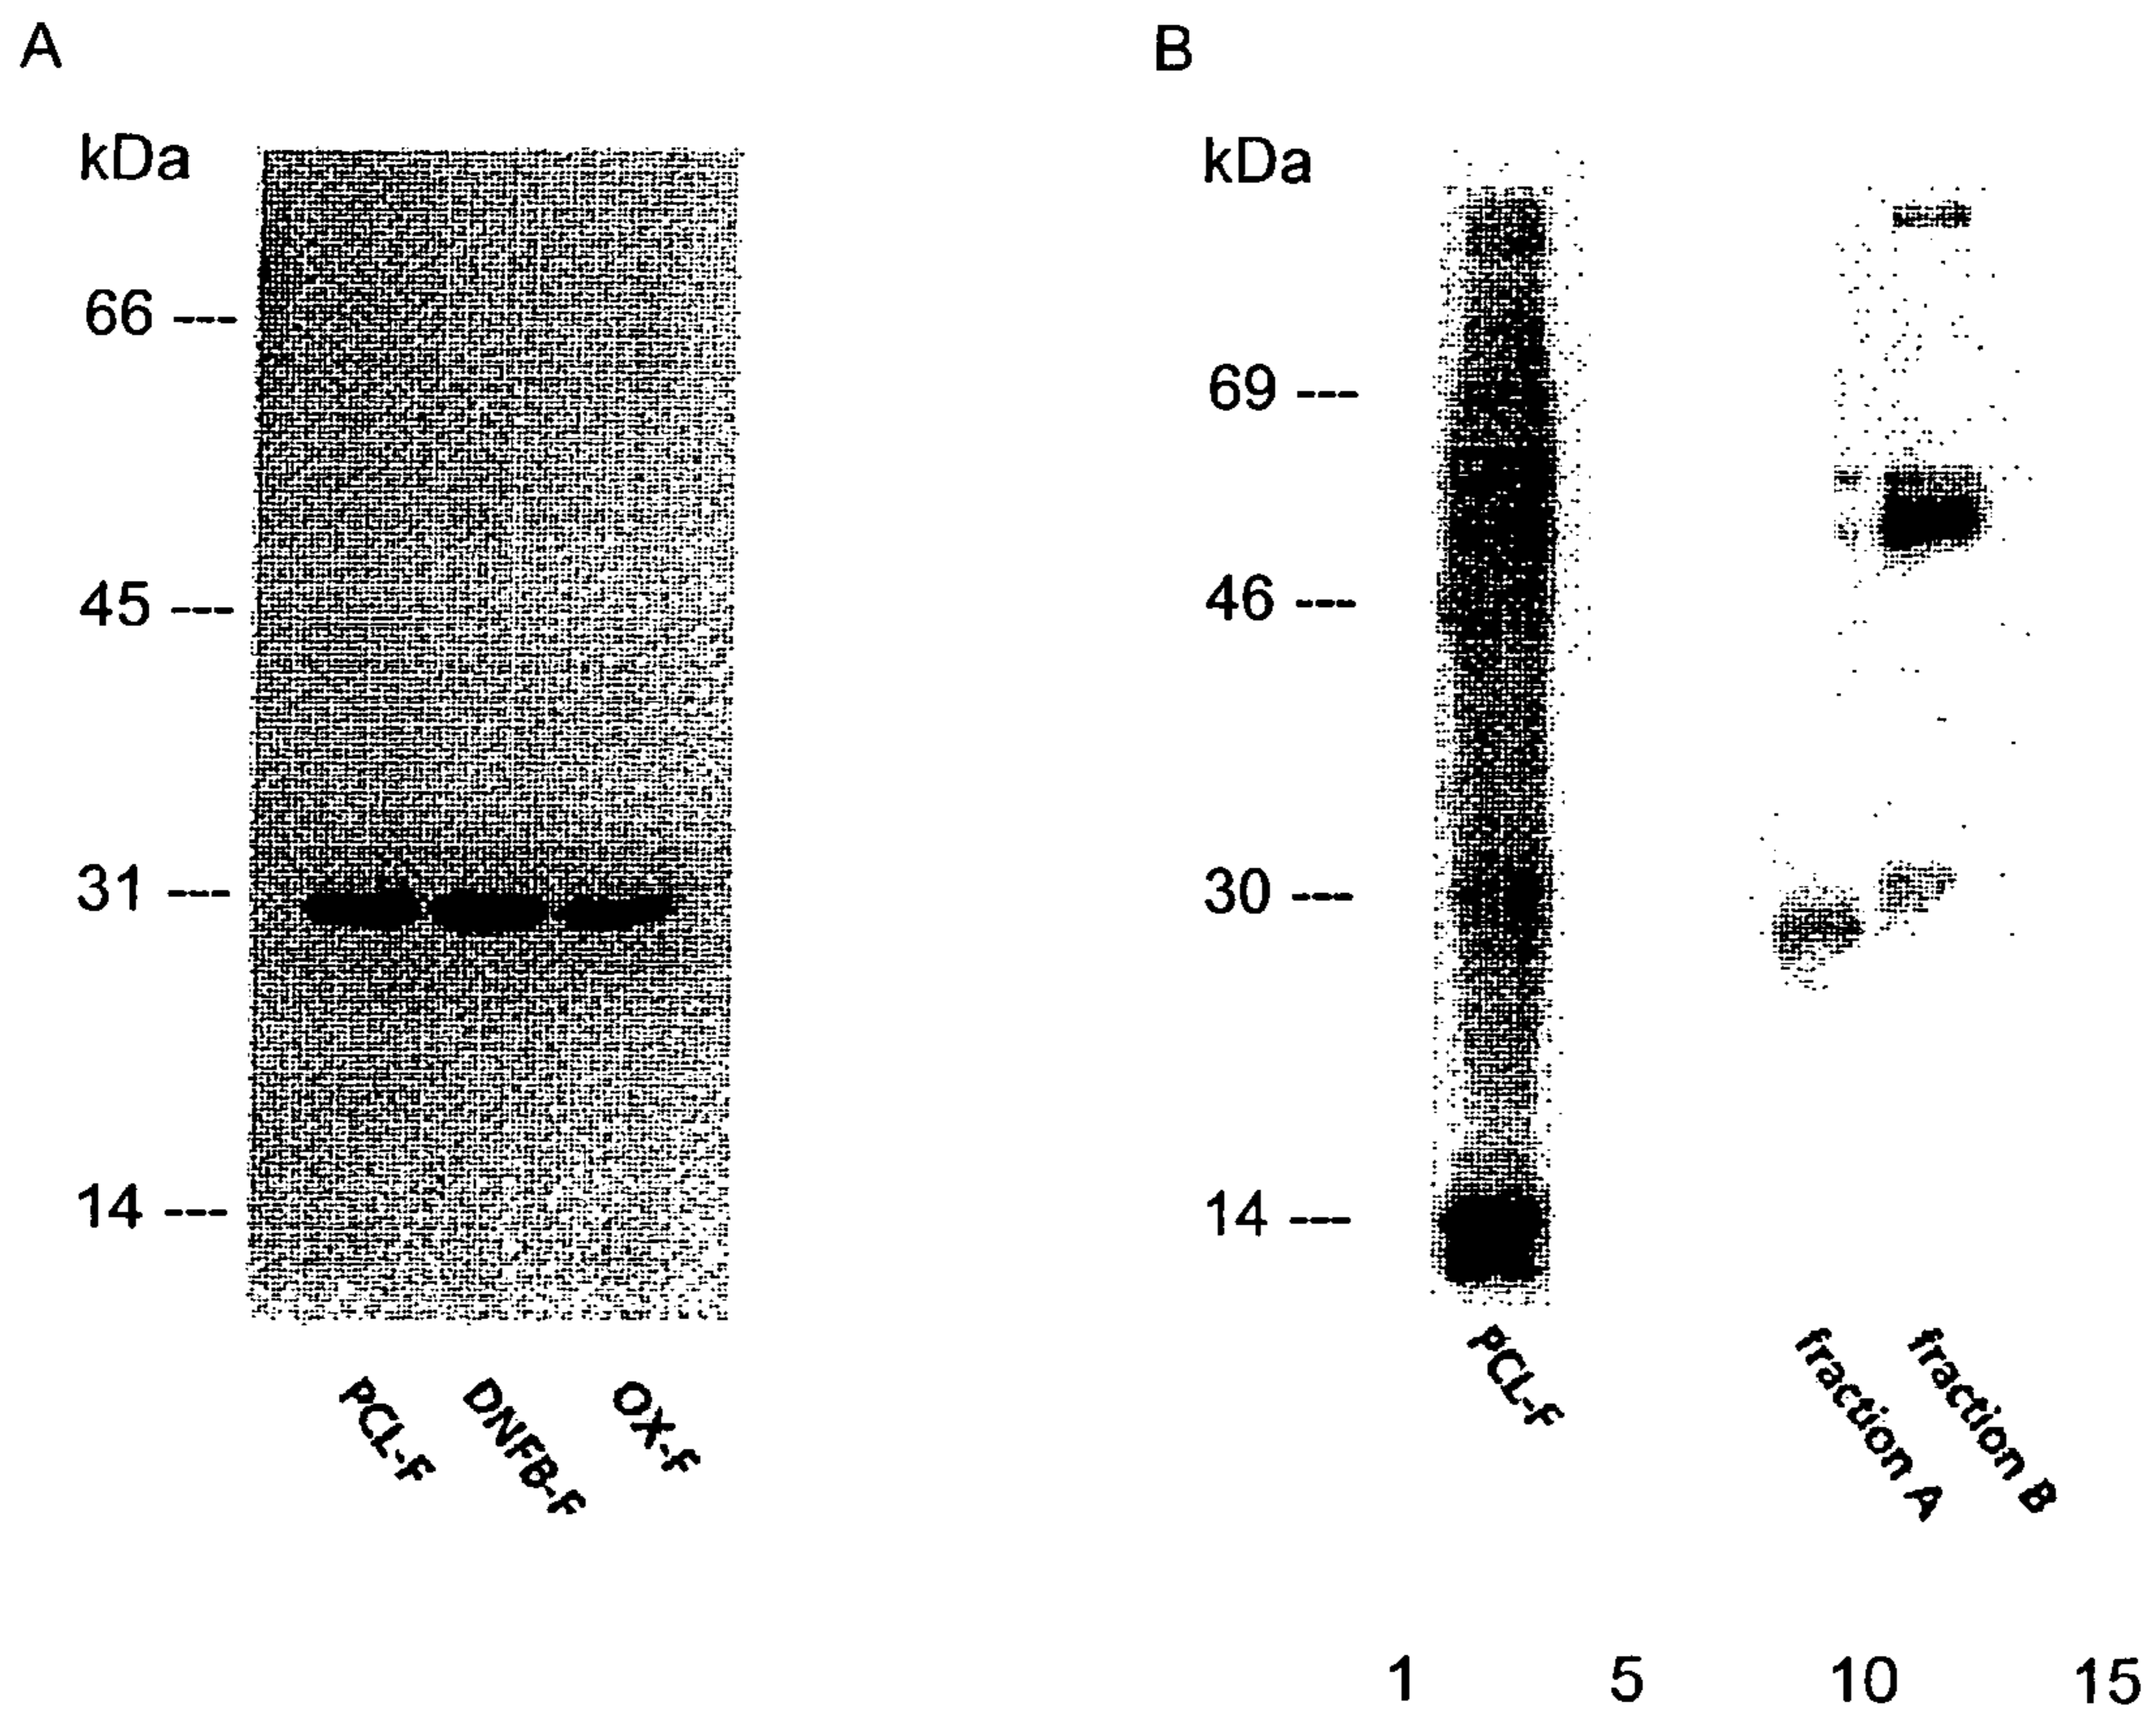 A
kDa
66 ---
45 ---
31 ---
14 ---
PCL-F
DNFB-F
OX-F
B
kDa
69 ---
46 ---
30 ---
14 ---
PCL-F
fraction A
fraction B
1 5 10 15